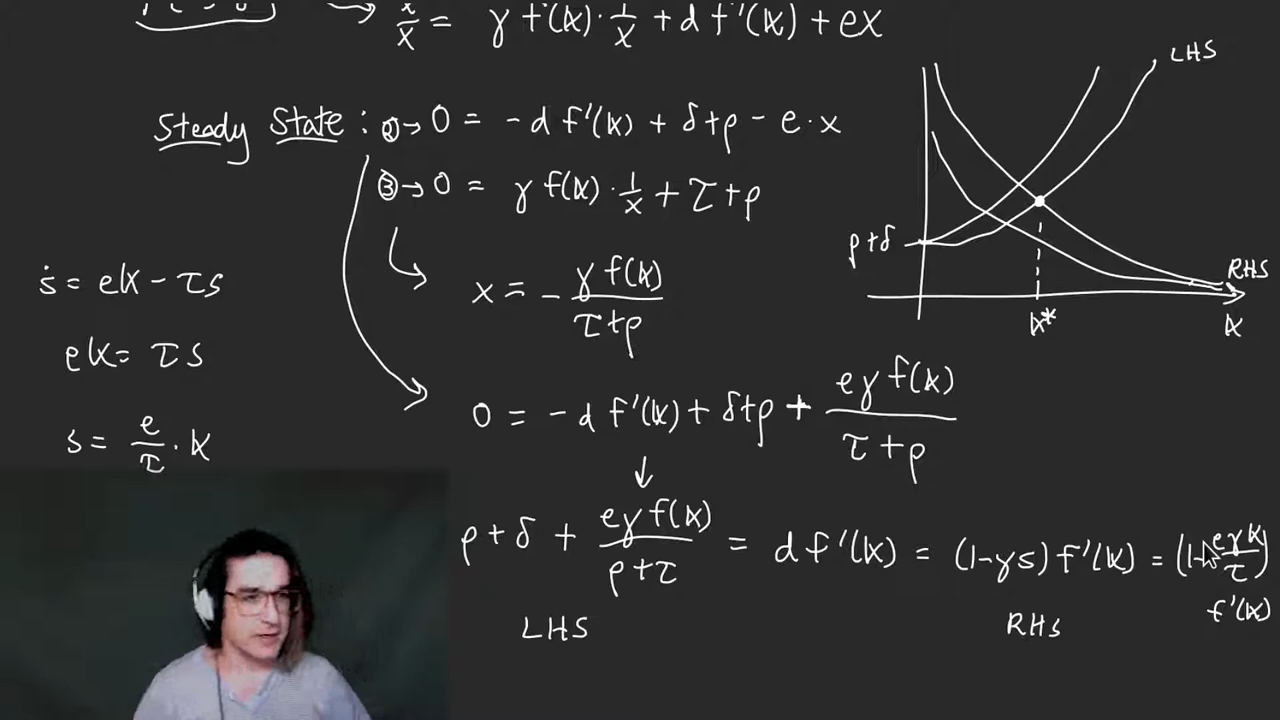 ẋ/x = γ f(k) · 1/x + d f'(k) + ex
Steady State : ② → 0 = - d f'(k) + δ+ρ - e · x
③ → 0 = γ f(k) · 1/x + τ + ρ
x = - γ f(k) / τ+ρ
0 = - d f'(k) + δ+ρ + eγ f(k) / τ+ρ
ρ+δ + eγ f(k) / ρ+τ = d f'(k) = (1-γs) f'(k) = (1- eγk / τ) f'(k)
LHS
RHS
ṡ = ek - τs
ek = τs
s = e/τ · k
LHS
ρ+δ
RHS
k*
k